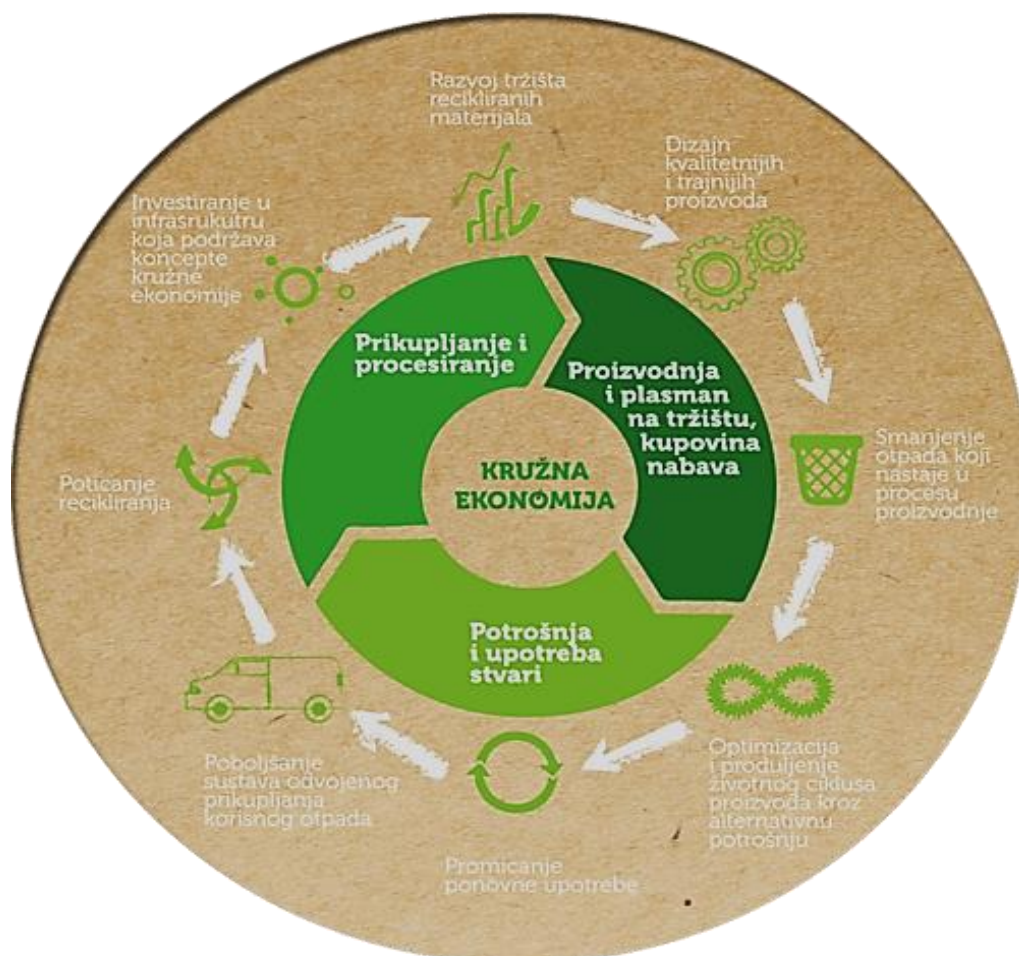 Razvoj tržišta
recikliranih
materijala
Dizajn
kvalitetnijih
i trajnijih
proizvoda
Smanjenje
otpada koji
nastaje u
procesu
proizvodnje
Optimizacija
i produljenje
životnog ciklusa
proizvoda kroz
alternativnu
potrošnju
Promicanje
ponovne upotrebe
Poboljšanje
sustava odvojenog
prikupljanja
korisnog otpada
Poticanje
recikliranja
Investiranje u
infrasrukutru
koja podržava
koncepte
kružne
ekonomije
Prikupljanje i
procesiranje
Proizvodnja
i plasman
na tržištu,
kupovina
nabava
Potrošnja
i upotreba
stvari
KRUŽNA
EKONOMIJA